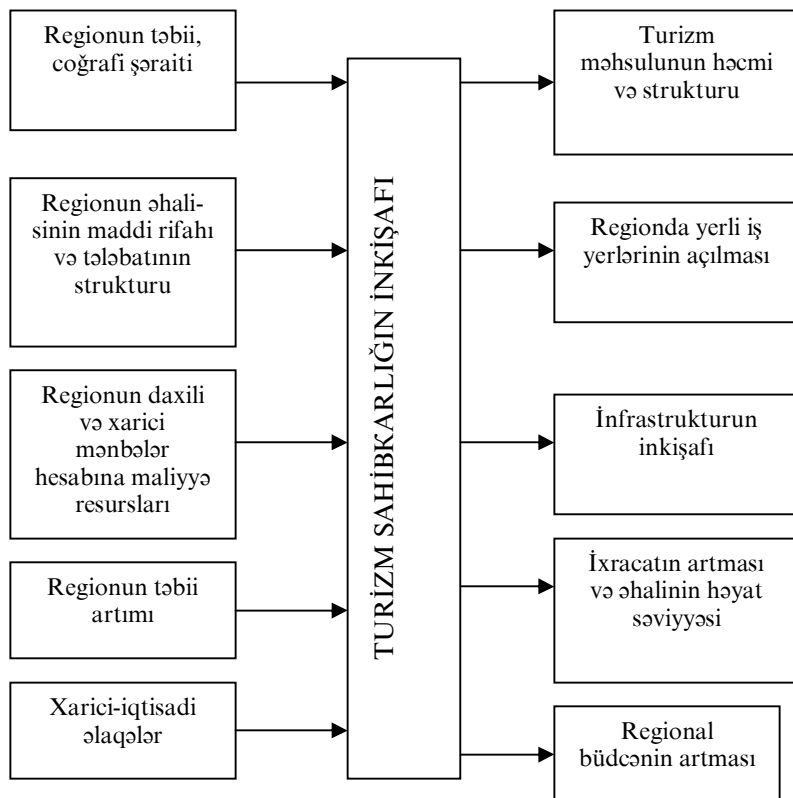 Regionun təbii,
coğrafi şəraiti
Regionun əhali-
sinin maddi rifahı
və tələbatının
strukturu
Regionun daxili
və xarici
mənbələr
hesabına maliyyə
resursları
Regionun təbii
artımı
Xarici-iqtisadi
əlaqələr
TURİZM SAHİBKARLIĞIN İNKİŞAFI
Turizm
məhsulunun həcmi
və strukturu
Regionda yerli iş
yerlərinin açılması
İnfrastrukturun
inkişafı
İxracatın artması
və əhalinin həyat
səviyyəsi
Regional
büdcənin artması